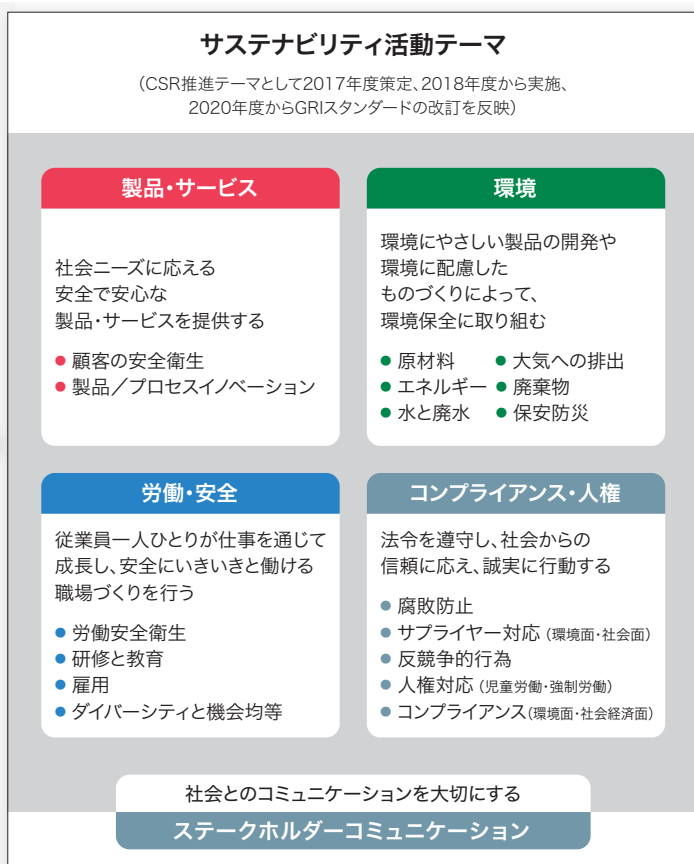 サステナビリティ活動テーマ
（CSR推進テーマとして2017年度策定、2018年度から実施、
2020年度からGRIスタンダードの改訂を反映）
製品・サービス
社会ニーズに応える
安全で安心な
製品・サービスを提供する
● 顧客の安全衛生
● 製品／プロセスイノベーション
環境
環境にやさしい製品の開発や
環境に配慮した
ものづくりによって、
環境保全に取り組む
● 原材料 ● 大気への排出
● エネルギー ● 廃棄物
● 水と廃水 ● 保安防災
労働・安全
従業員一人ひとりが仕事を通じて
成長し、安全にいきいきと働ける
職場づくりを行う
● 労働安全衛生
● 研修と教育
● 雇用
● ダイバーシティと機会均等
コンプライアンス・人権
法令を遵守し、社会からの
信頼に応え、誠実に行動する
● 腐敗防止
● サプライヤー対応（環境面・社会面）
● 反競争的行為
● 人権対応（児童労働・強制労働）
● コンプライアンス（環境面・社会経済面）
社会とのコミュニケーションを大切にする
ステークホルダーコミュニケーション